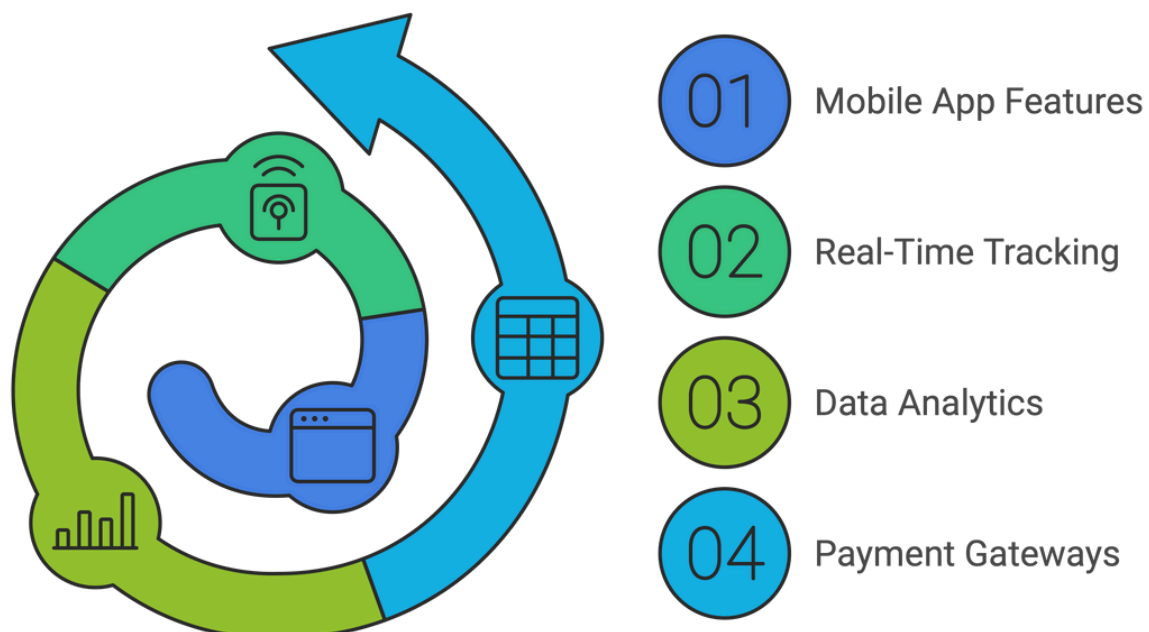 01 Mobile App Features
02 Real-Time Tracking
03 Data Analytics
04 Payment Gateways